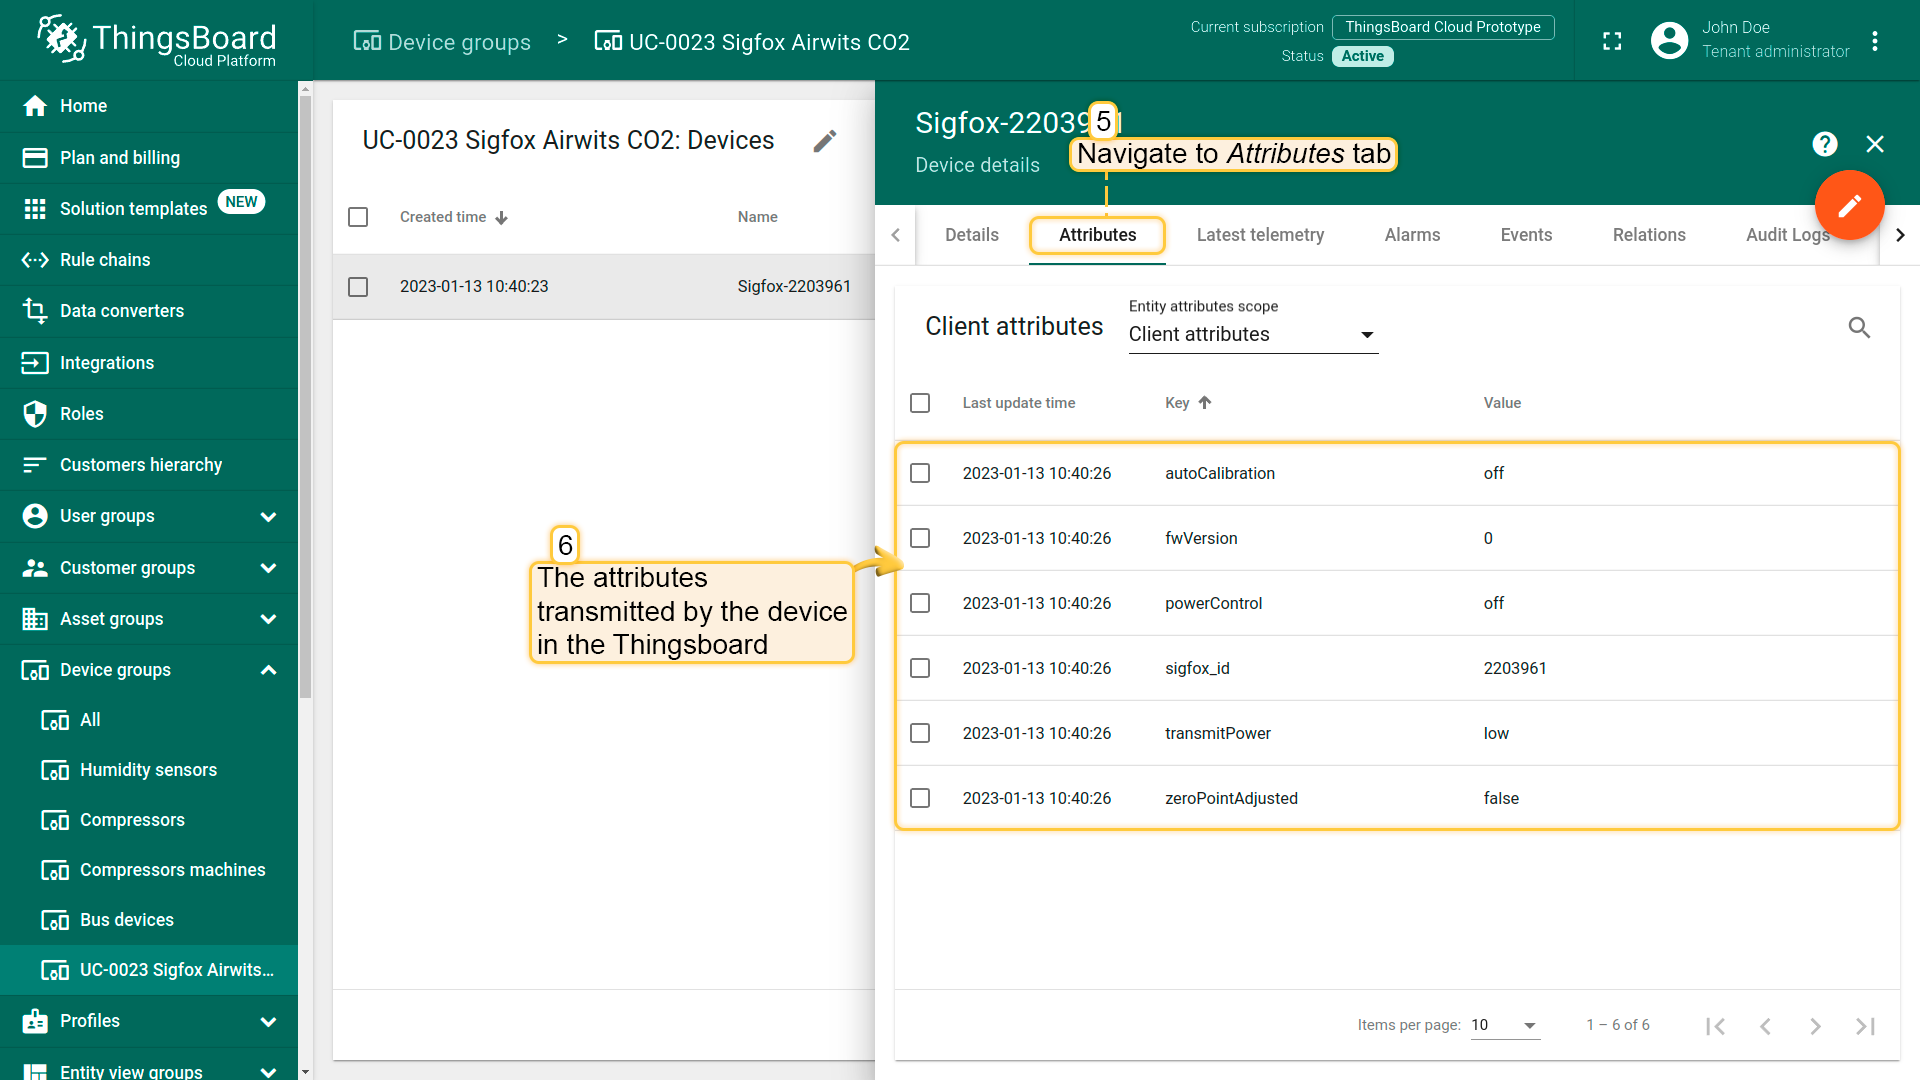 ThingsBoard
Cloud Platform
Device groups > UC-0023 Sigfox Airwits CO2
Current subscription ThingsBoard Cloud Prototype
Status Active
John Doe
Tenant administrator
Home
Plan and billing
Solution templates NEW
Rule chains
Data converters
Integrations
Roles
Customers hierarchy
User groups
Customer groups
Asset groups
Device groups
All
Humidity sensors
Compressors
Compressors machines
Bus devices
UC-0023 Sigfox Airwits...
Profiles
Entity view groups
UC-0023 Sigfox Airwits CO2: Devices
Created time Name
2023-01-13 10:40:23 Sigfox-2203961
6
The attributes
transmitted by the device
in the Thingsboard
Sigfox-2203961
5
Navigate to Attributes tab
Device details
?
Details Attributes Latest telemetry Alarms Events Relations Audit Logs
Client attributes
Entity attributes scope
Client attributes
Last update time Key Value
2023-01-13 10:40:26 autoCalibration off
2023-01-13 10:40:26 fwVersion 0
2023-01-13 10:40:26 powerControl off
2023-01-13 10:40:26 sigfox_id 2203961
2023-01-13 10:40:26 transmitPower low
2023-01-13 10:40:26 zeroPointAdjusted false
Items per page: 10 1 – 6 of 6